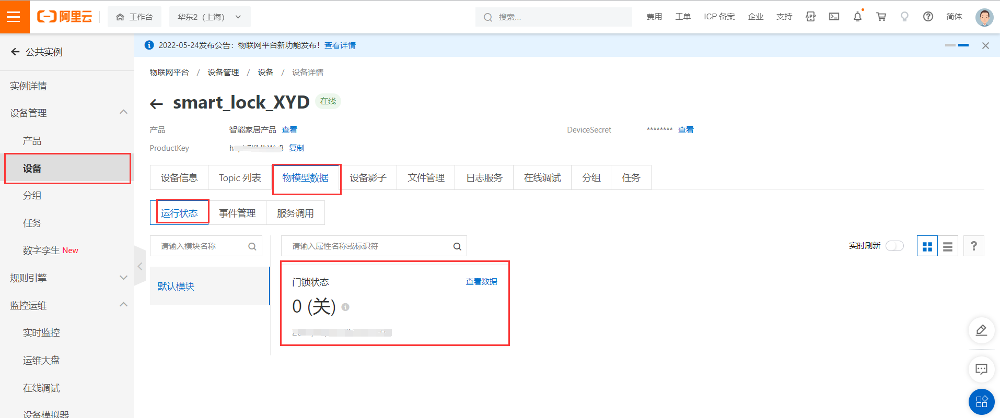 阿里云 工作台 华东2（上海） 搜索... 费用 工单 ICP 备案 企业 支持 APP 简体
公共实例
实例详情
设备管理
产品
设备
分组
任务
数字孪生 New
规则引擎
监控运维
实时监控
运维大盘
在线调试
设备模拟器
2022-05-24发布公告：物联网平台新功能发布！查看详情
物联网平台 / 设备管理 / 设备 / 设备详情
smart_lock_XYD 在线
产品 智能家居产品 查看 DeviceSecret ******** 查看
ProductKey 复制
设备信息 Topic 列表 物模型数据 设备影子 文件管理 日志服务 在线调试 分组 任务
运行状态 事件管理 服务调用
请输入模块名称 请输入属性名称或标识符 实时刷新 ?
默认模块
门锁状态 查看数据
0 (关)